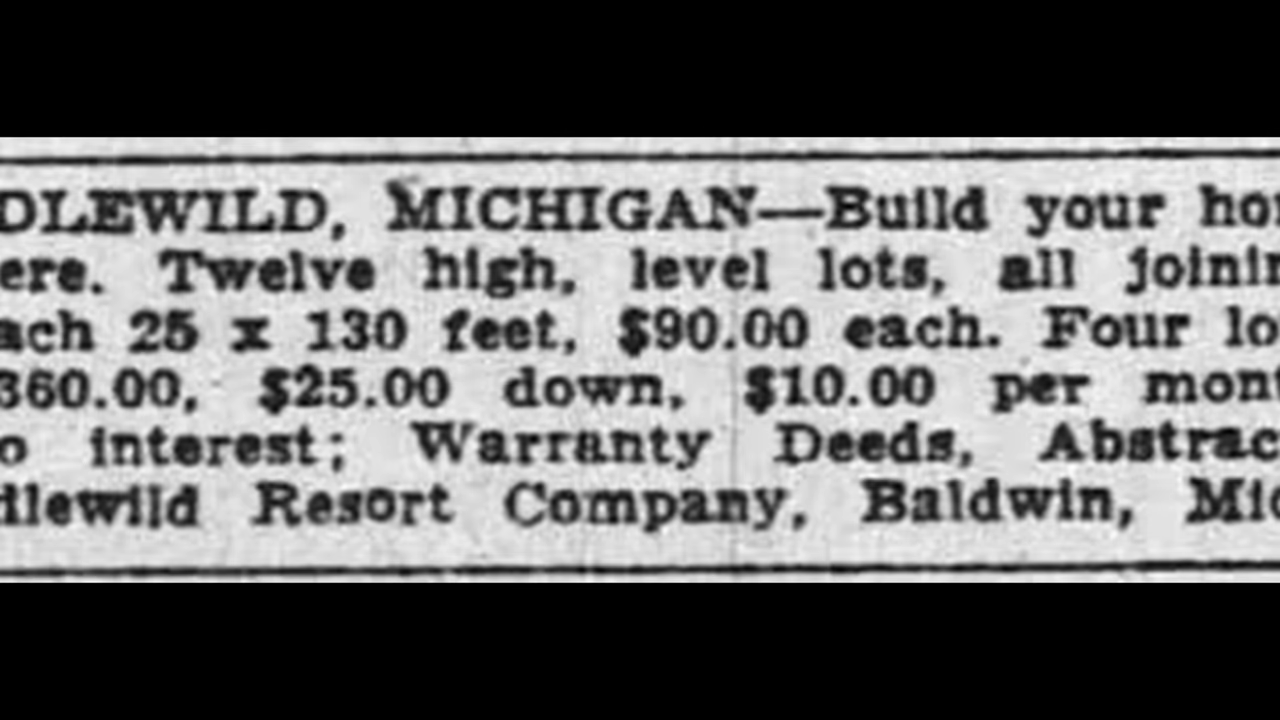 DLEWILD, MICHIGAN—Build your ho
ere. Twelve high, level lots, all joinin
ach 25 x 130 feet, $90.00 each. Four lo
360.00, $25.00 down, $10.00 per mont
o interest; Warranty Deeds, Abstrac
dlewild Resort Company, Baldwin, Mic